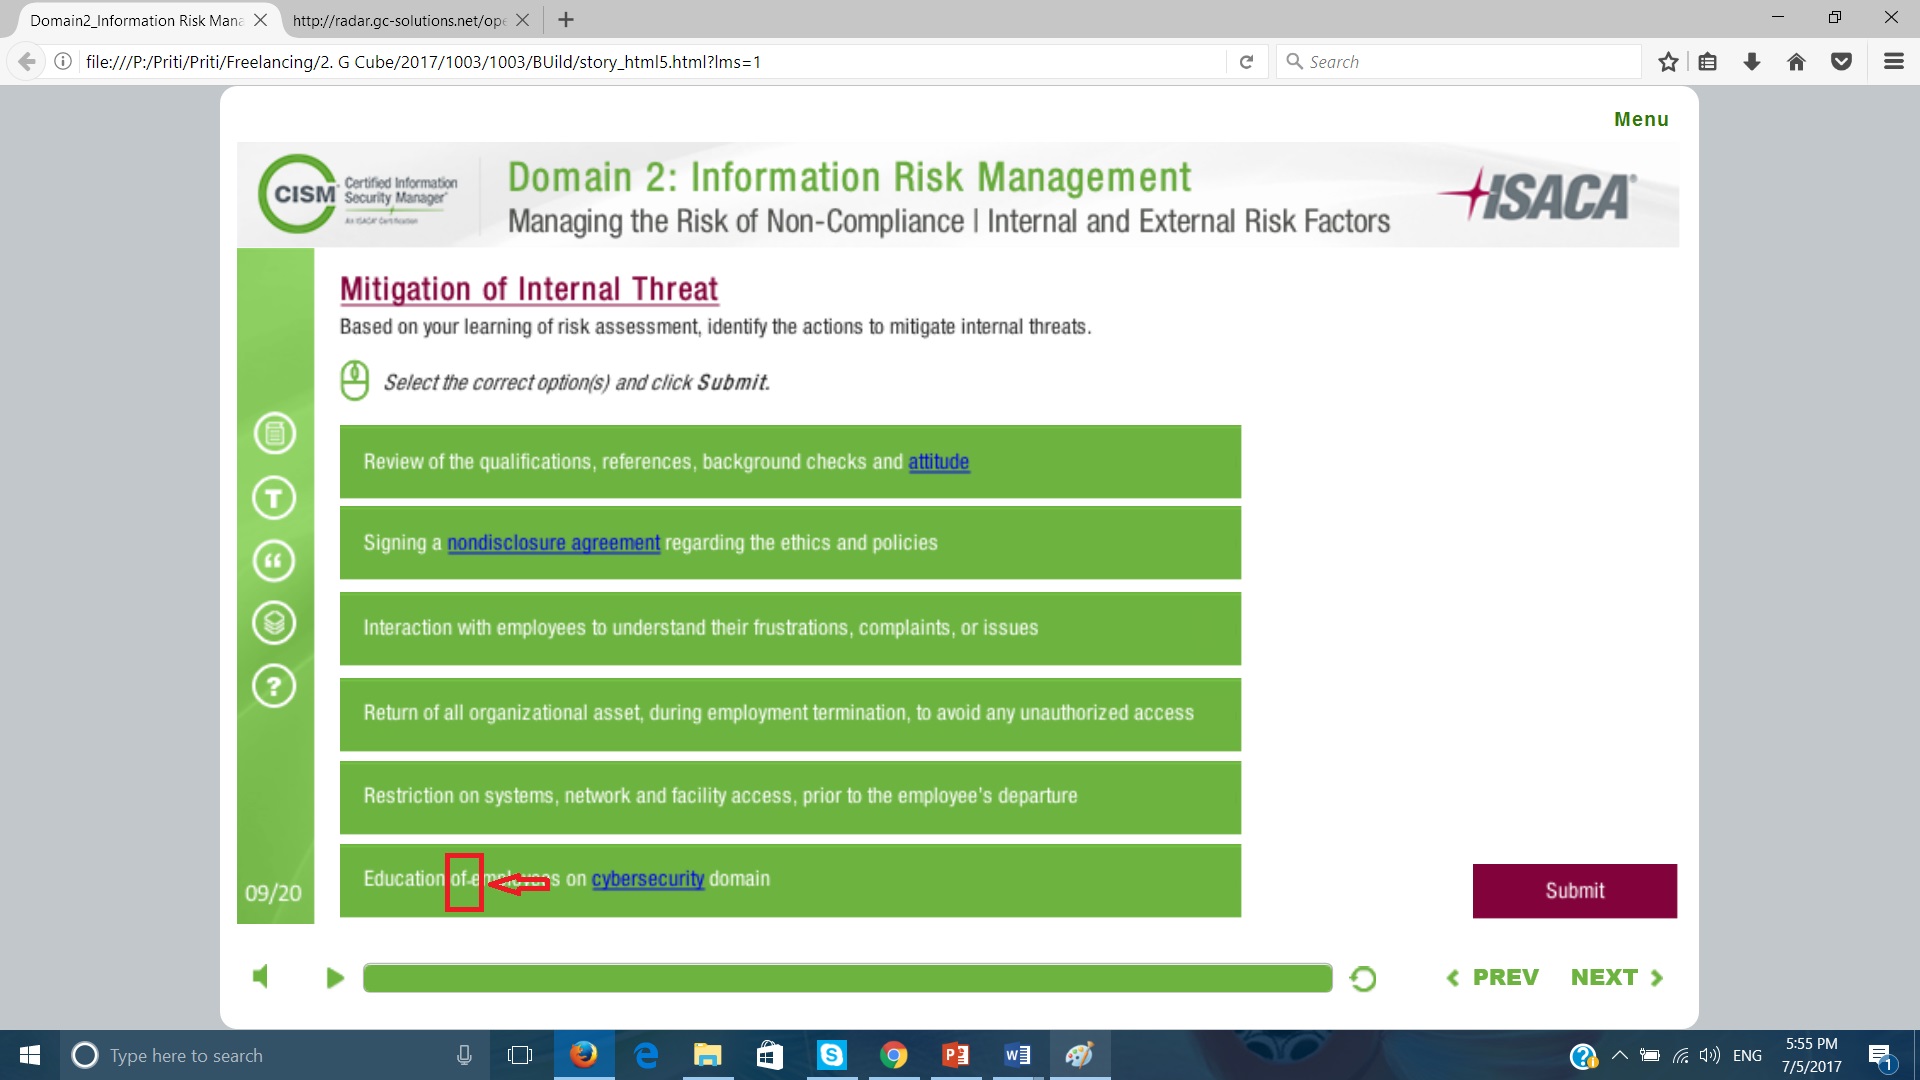 Domain2_Information Risk Mana
http://radar.gc-solutions.net/ope
file:///P:/Priti/Priti/Freelancing/2. G Cube/2017/1003/1003/BUild/story_html5.html?lms=1
Search
Menu
CISM
Certified Information
Security Manager
An ISACA Certification
Domain 2: Information Risk Management
Managing the Risk of Non-Compliance | Internal and External Risk Factors
ISACA®
Mitigation of Internal Threat
Based on your learning of risk assessment, identify the actions to mitigate internal threats.
Select the correct option(s) and click Submit.
Review of the qualifications, references, background checks and attitude
Signing a nondisclosure agreement regarding the ethics and policies
Interaction with employees to understand their frustrations, complaints, or issues
Return of all organizational asset, during employment termination, to avoid any unauthorized access
Restriction on systems, network and facility access, prior to the employee's departure
Education of employees on cybersecurity domain
09/20
Submit
PREV NEXT
Type here to search
ENG
5:55 PM
7/5/2017
1